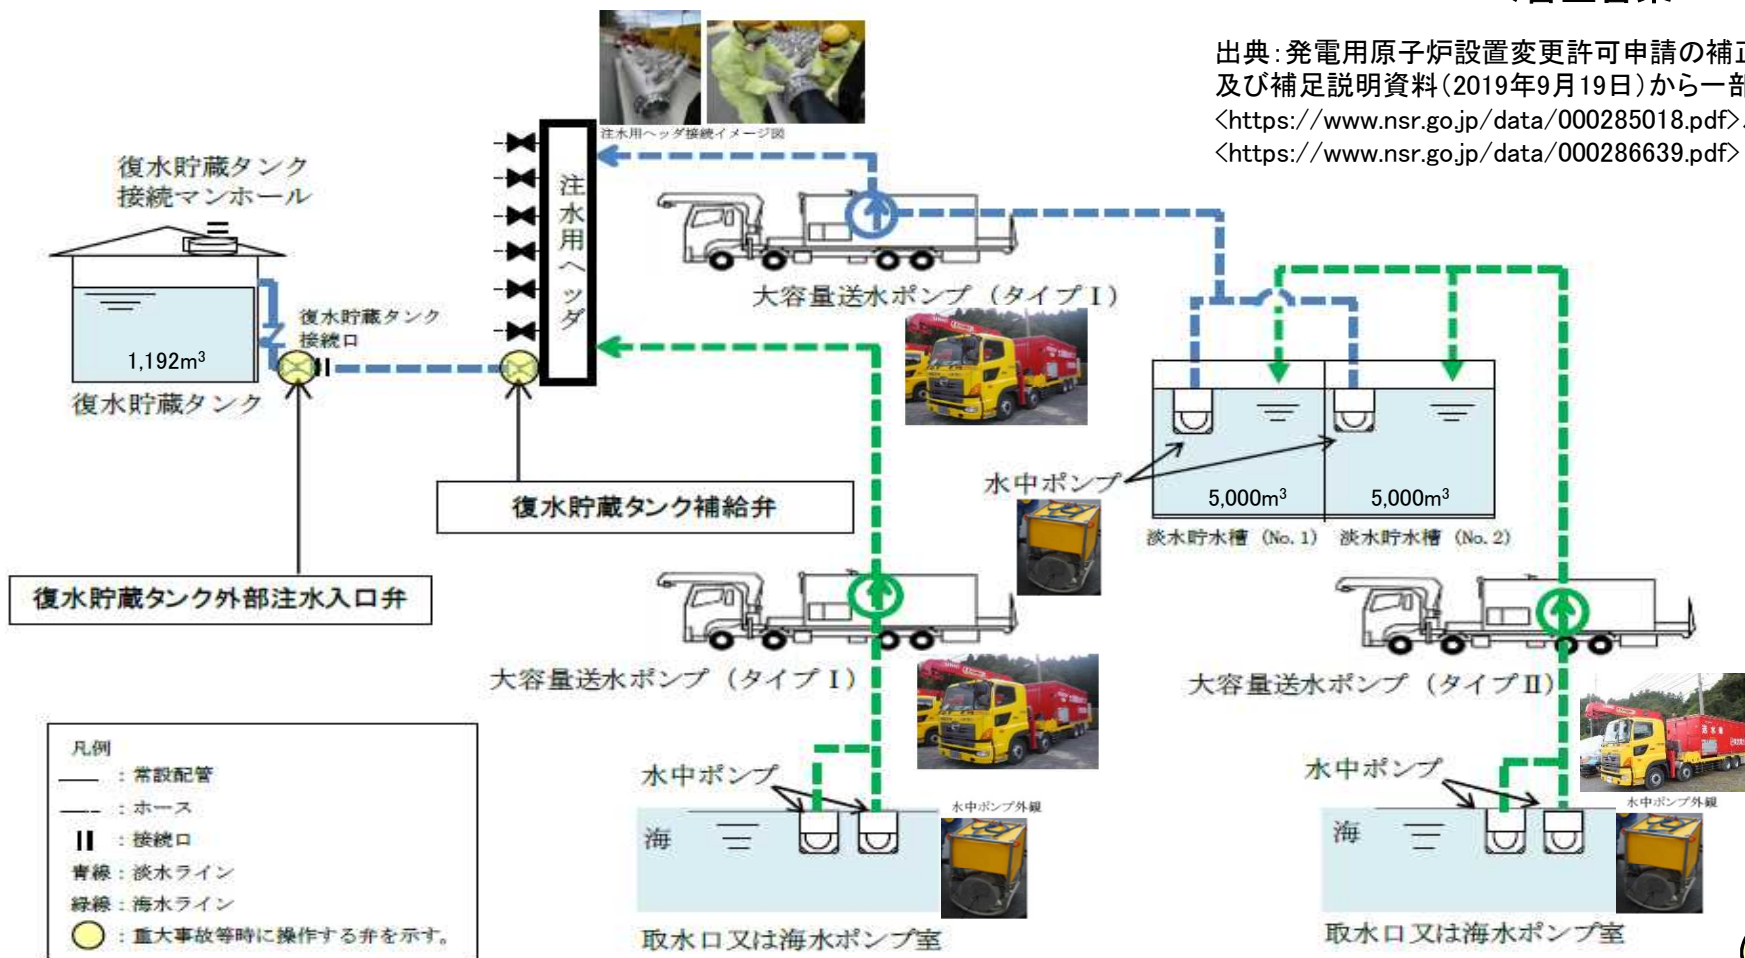 出典：発電用原子炉設置変更許可申請の補正
及び補足説明資料（2019年9月19日）から一部
<https://www.nsr.go.jp/data/000285018.pdf>、
<https://www.nsr.go.jp/data/000286639.pdf>
注水用ヘッダ接続イメージ図
復水貯蔵タンク
接続マンホール
注水用ヘッダ
大容量送水ポンプ（タイプⅠ）
復水貯蔵タンク
接続口
1,192m³
復水貯蔵タンク
復水貯蔵タンク補給弁
復水貯蔵タンク外部注水入口弁
水中ポンプ
5,000m³
5,000m³
淡水貯水槽（No.1）
淡水貯水槽（No.2）
大容量送水ポンプ（タイプⅠ）
大容量送水ポンプ（タイプⅡ）
水中ポンプ
水中ポンプ外観
海
取水口又は海水ポンプ室
水中ポンプ
水中ポンプ外観
海
取水口又は海水ポンプ室
凡例
：常設配管
：ホース
：接続口
青線：淡水ライン
緑線：海水ライン
：重大事故等時に操作する弁を示す。